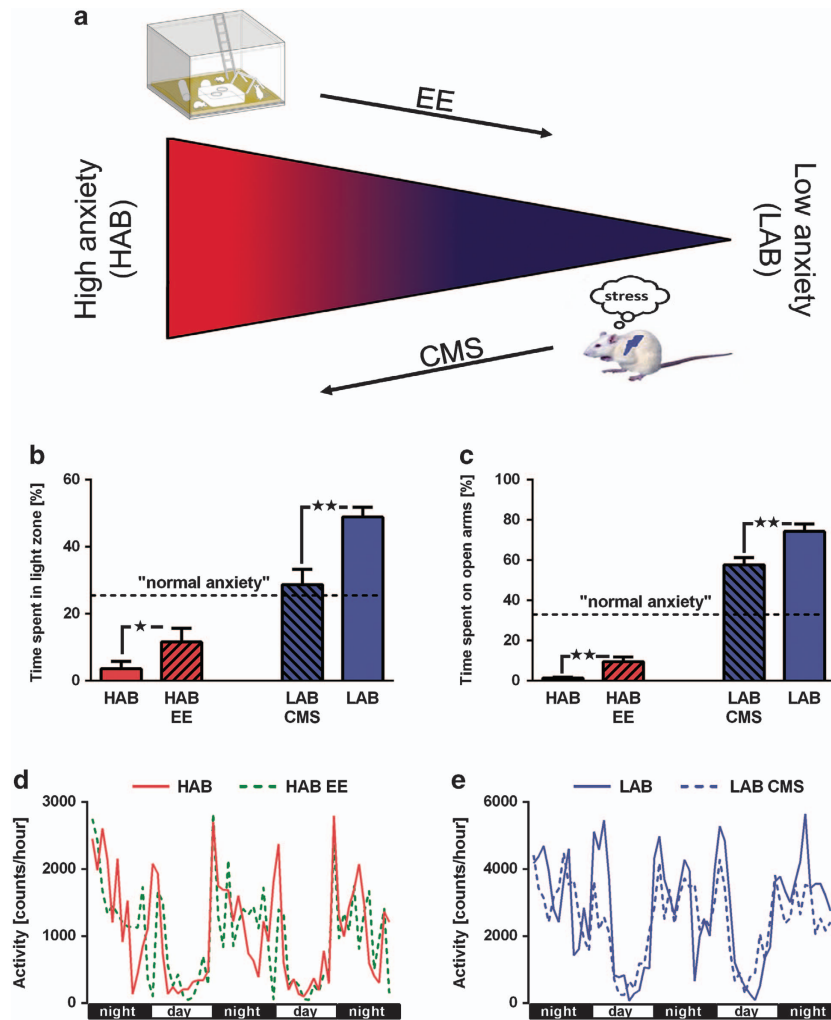 a
EE
High anxiety
(HAB)
Low anxiety
(LAB)
stress
CMS
b
Time spent in light zone [%]
60
40
20
0
"normal anxiety"
★
★★
HAB
HAB
EE
LAB
CMS
LAB
c
Time spent on open arms [%]
100
80
60
40
20
0
"normal anxiety"
★★
★★
HAB
HAB
EE
LAB
CMS
LAB
d
HAB
HAB EE
Activity [counts/hour]
3000
2000
1000
0
night
day
night
day
night
e
LAB
LAB CMS
Activity [counts/hour]
6000
4000
2000
0
night
day
night
day
night